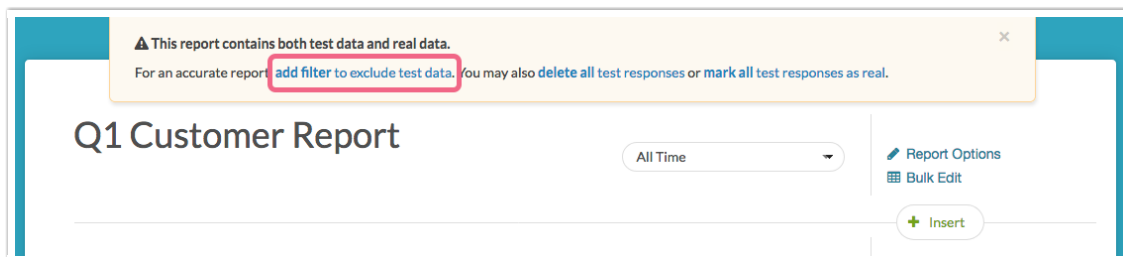 This report contains both test data and real data.
For an accurate report add filter to exclude test data. You may also delete all test responses or mark all test responses as real.
Q1 Customer Report
All Time
Report Options
Bulk Edit
Insert